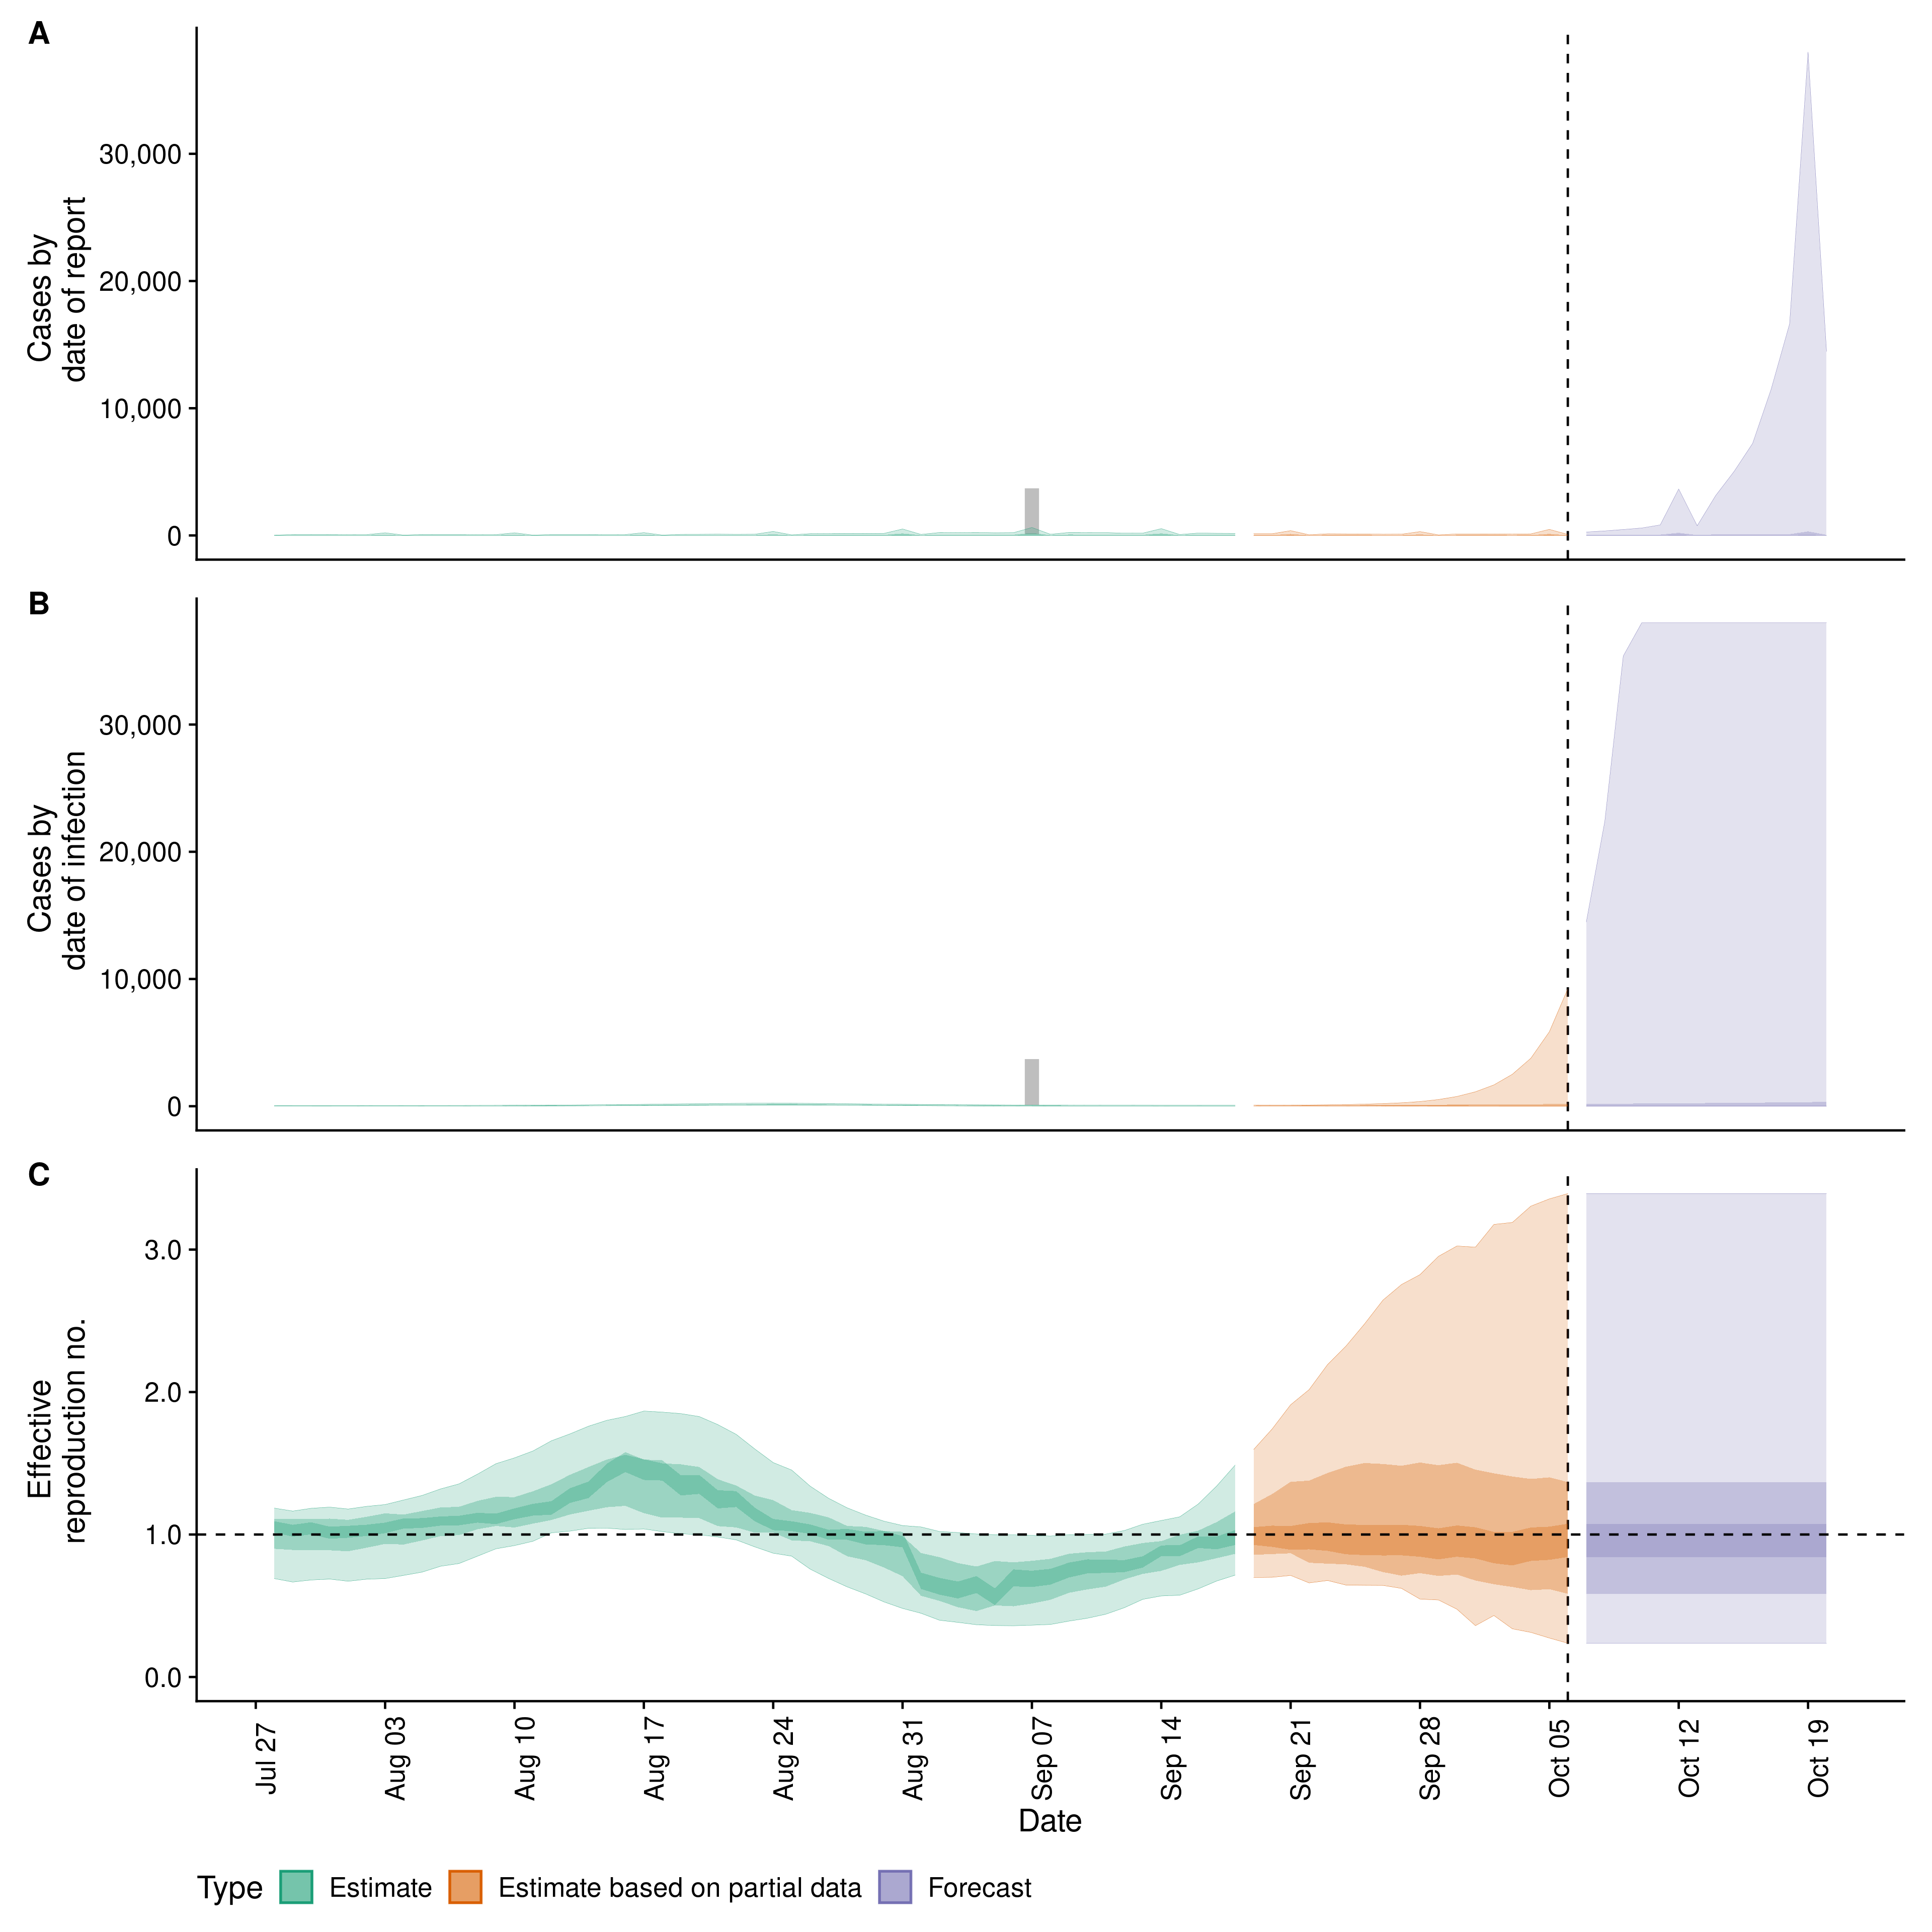 A
Cases by
date of report
30,000
20,000
10,000
0
B
Cases by
date of infection
30,000
20,000
10,000
0
C
Effective
reproduction no.
3.0
2.0
1.0
0.0
Jul 27
Aug 03
Aug 10
Aug 17
Aug 24
Aug 31
Sep 07
Sep 14
Sep 21
Sep 28
Oct 05
Oct 12
Oct 19
Date
Type Estimate Estimate based on partial data Forecast